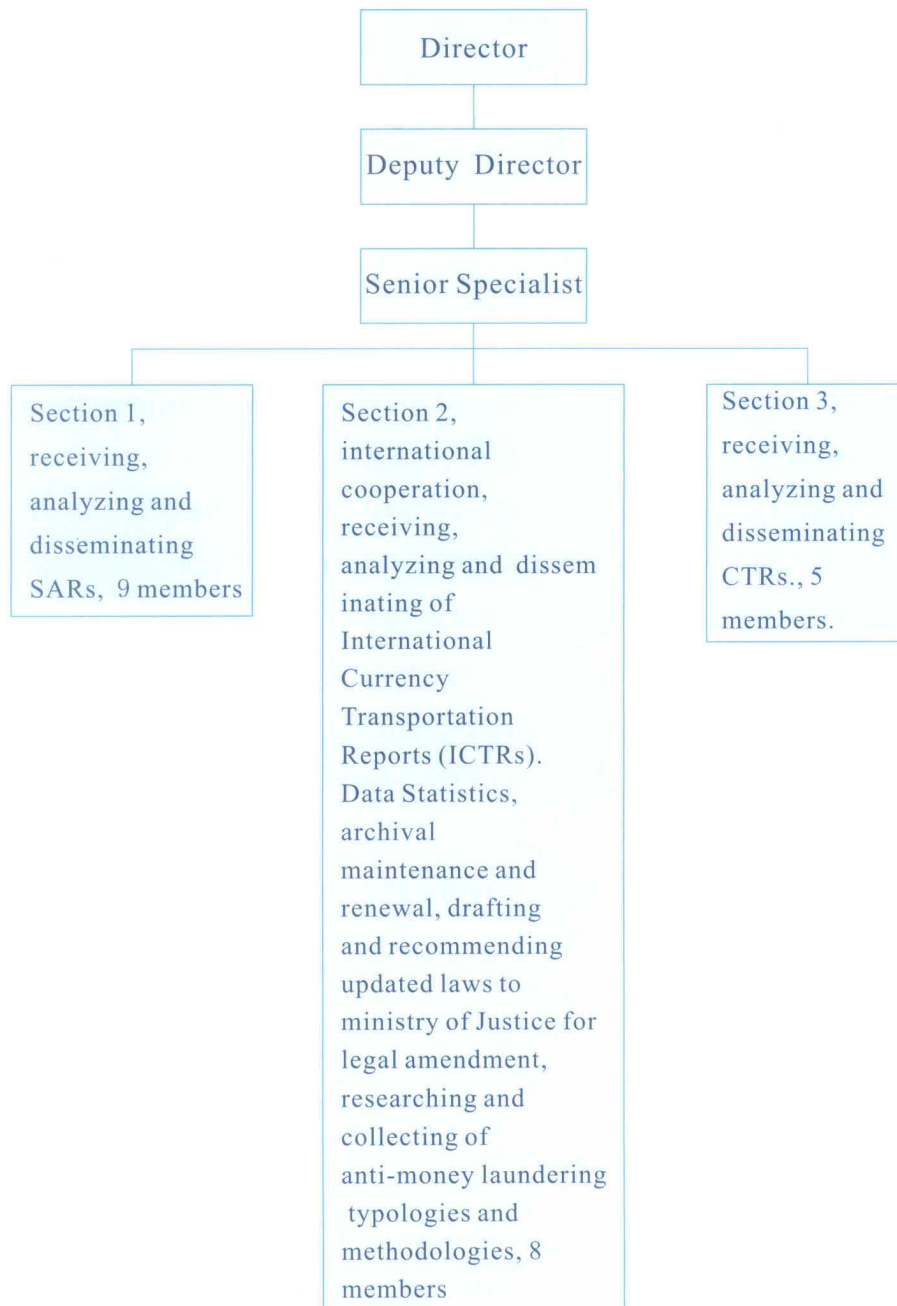 Director
Deputy Director
Senior Specialist
Section 1,
receiving,
analyzing and
disseminating
SARs, 9 members
Section 2,
international
cooperation,
receiving,
analyzing and dissem
inating of
International
Currency
Transportation
Reports (ICTRs).
Data Statistics,
archival
maintenance and
renewal, drafting
and recommending
updated laws to
ministry of Justice for
legal amendment,
researching and
collecting of
anti-money laundering
typologies and
methodologies, 8
members
Section 3,
receiving,
analyzing and
disseminating
CTRs., 5
members.